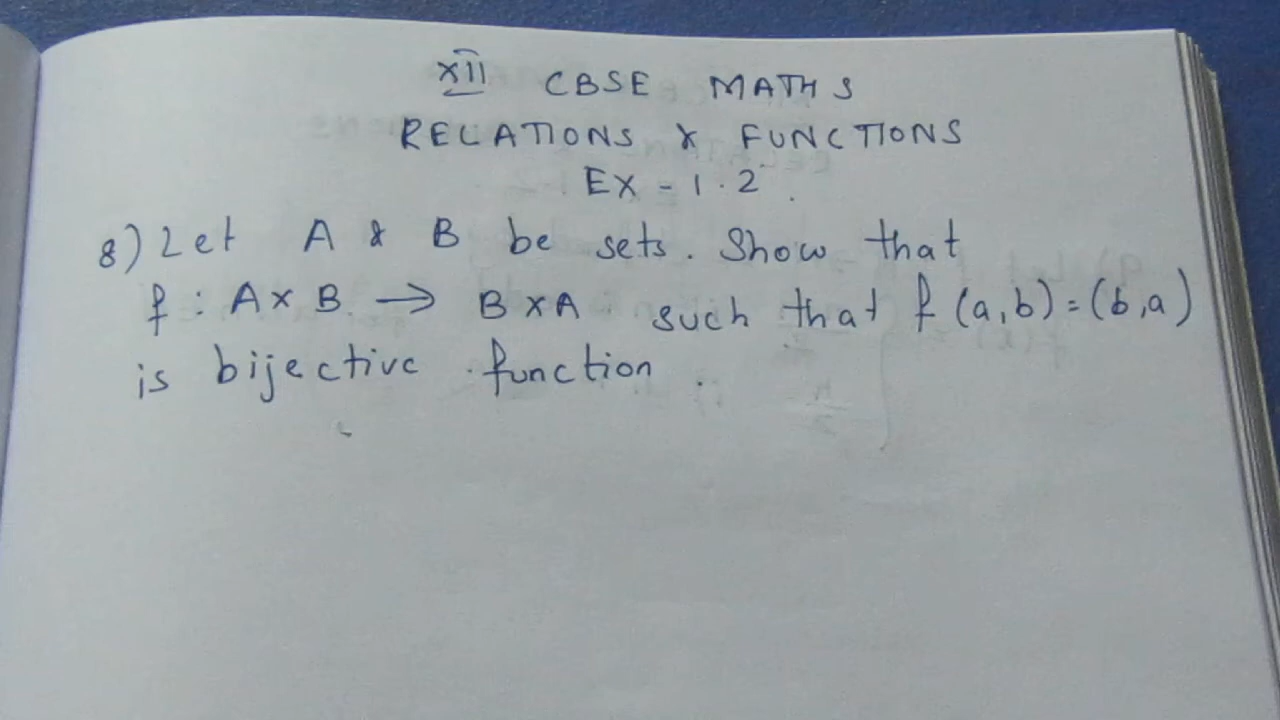 XII CBSE MATHS
RELATIONS & FUNCTIONS
EX - 1.2.
8) Let A & B be sets. Show that
f : A x B → B x A such that f (a,b) = (b,a)
is bijective function.